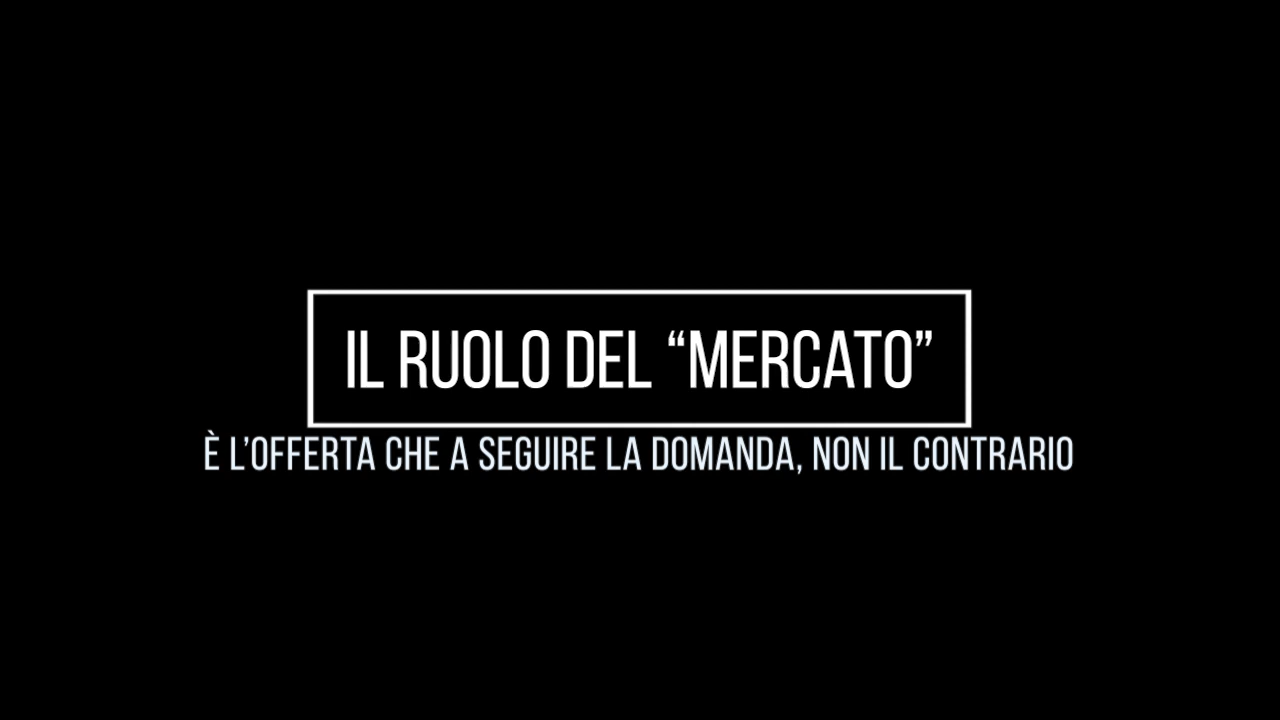 IL RUOLO DEL “MERCATO”
È L’OFFERTA CHE A SEGUIRE LA DOMANDA, NON IL CONTRARIO